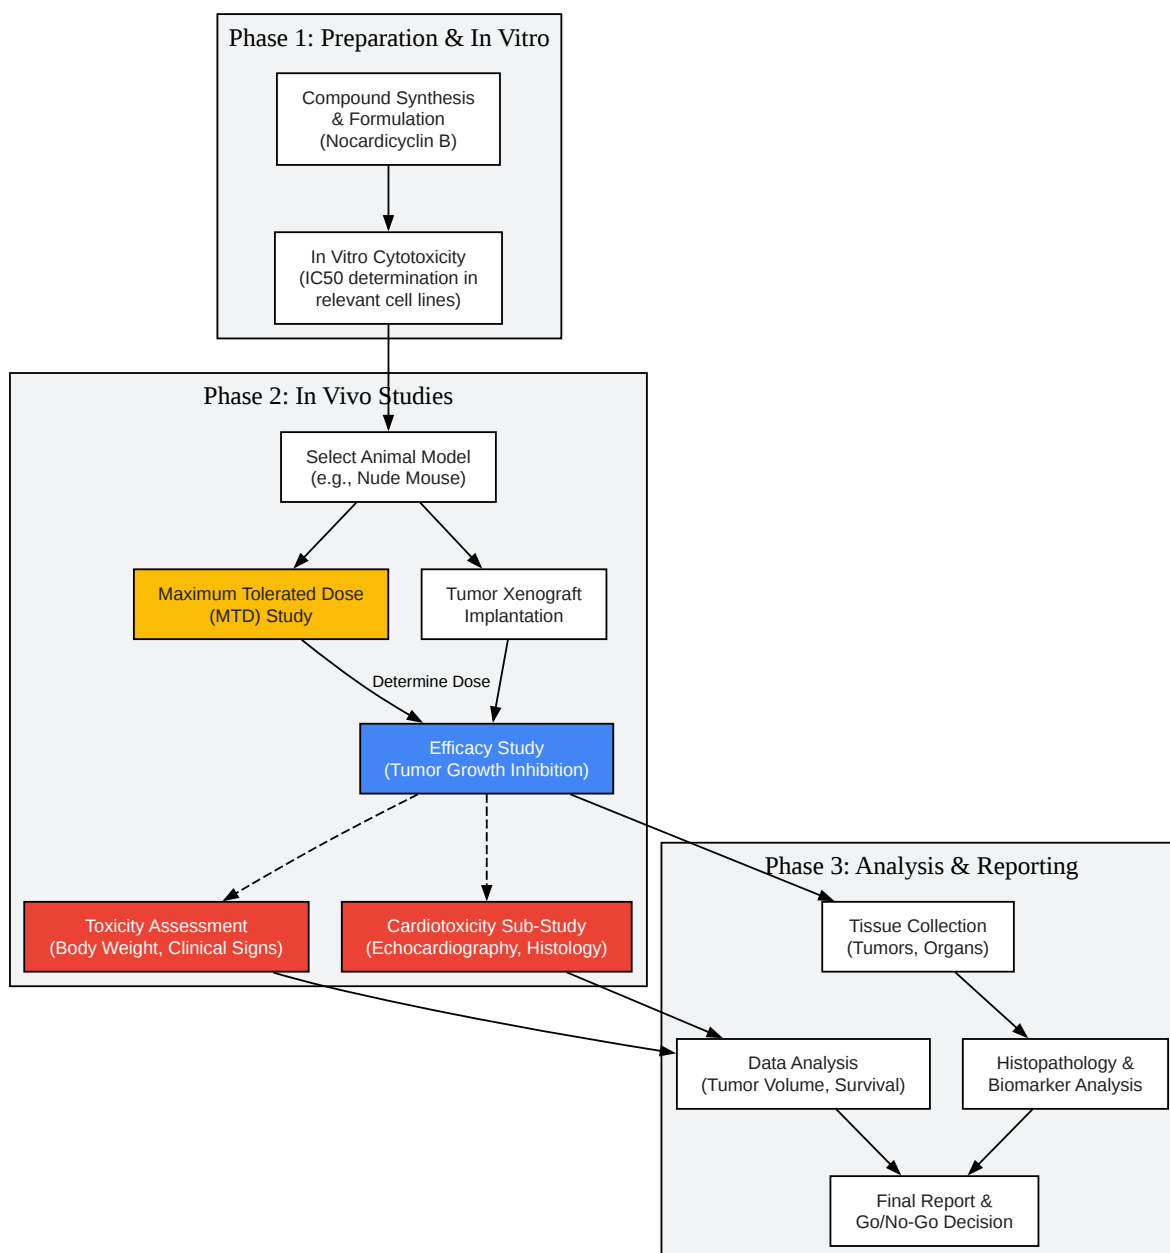 Phase 1: Preparation & In Vitro
Compound Synthesis
& Formulation
(Nocardicyclin B)
In Vitro Cytotoxicity
(IC50 determination in
relevant cell lines)
Phase 2: In Vivo Studies
Select Animal Model
(e.g., Nude Mouse)
Maximum Tolerated Dose
(MTD) Study
Tumor Xenograft
Implantation
Determine Dose
Efficacy Study
(Tumor Growth Inhibition)
Toxicity Assessment
(Body Weight, Clinical Signs)
Cardiotoxicity Sub-Study
(Echocardiography, Histology)
Phase 3: Analysis & Reporting
Tissue Collection
(Tumors, Organs)
Data Analysis
(Tumor Volume, Survival)
Histopathology &
Biomarker Analysis
Final Report &
Go/No-Go Decision